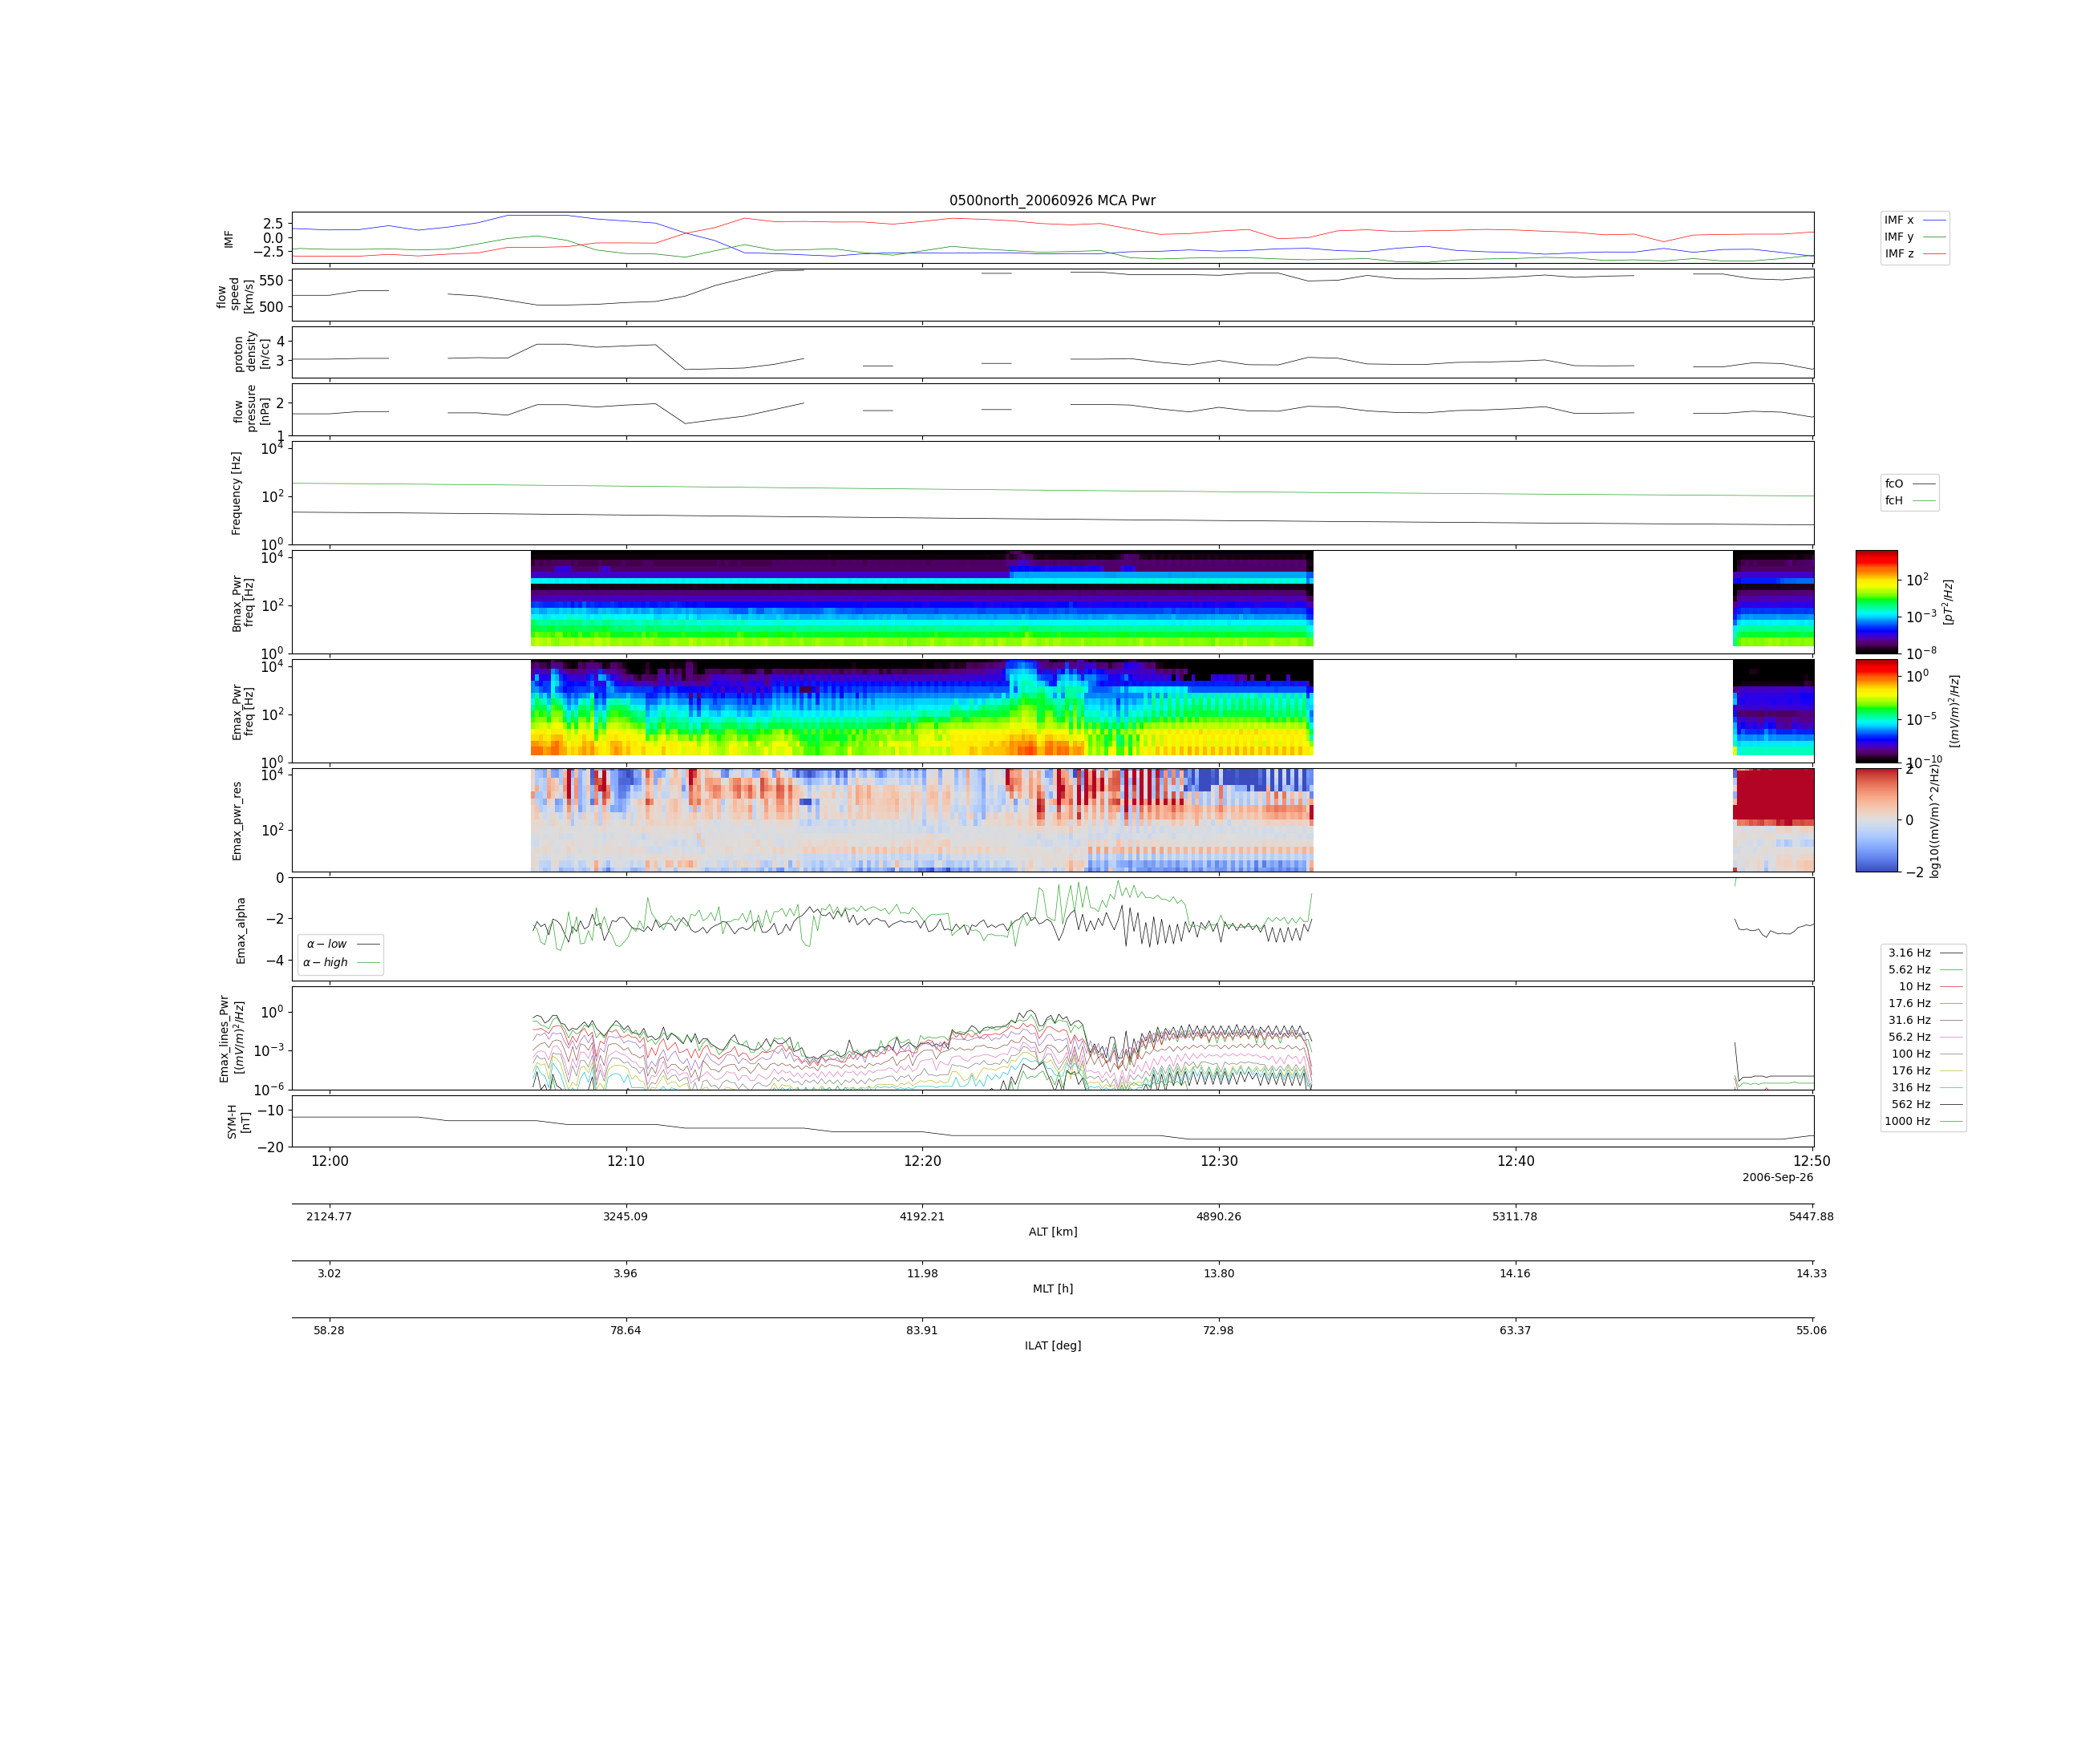 0500north_20060926 MCA Pwr
IMF
2.5
0.0
−2.5
IMF x
IMF y
IMF z
flow
speed
[km/s]
550
500
proton
density
[n/cc]
4
3
flow
pressure
[nPa]
2
1
Frequency [Hz]
10^4
10^2
10^0
fcO
fcH
Bmax_Pwr
freq [Hz]
10^4
10^2
10^0
10^2
10^-3
10^-8
[pT^2/Hz]
Emax_Pwr
freq [Hz]
10^4
10^2
10^0
10^0
10^-5
10^-10
[(mV/m)^2/Hz]
Emax_pwr_res
10^4
10^2
2
0
−2
log10((mV/m)^2/Hz)
Emax_alpha
0
−2
−4
α − low
α − high
Emax_lines_Pwr
[(mV/m)^2/Hz]
10^0
10^-3
10^-6
3.16 Hz
5.62 Hz
10 Hz
17.6 Hz
31.6 Hz
56.2 Hz
100 Hz
176 Hz
316 Hz
562 Hz
1000 Hz
SYM-H
[nT]
−10
−20
12:00 12:10 12:20 12:30 12:40 12:50
2006-Sep-26
2124.77 3245.09 4192.21 4890.26 5311.78 5447.88
ALT [km]
3.02 3.96 11.98 13.80 14.16 14.33
MLT [h]
58.28 78.64 83.91 72.98 63.37 55.06
ILAT [deg]